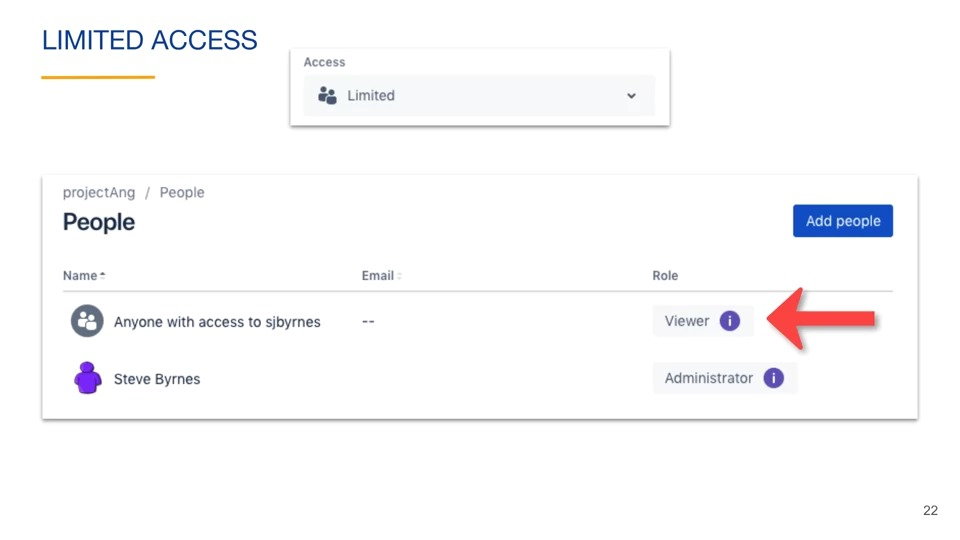 LIMITED ACCESS
Access
Limited
projectAng / People
People
Add people
Name Email Role
Anyone with access to sjbyrnes -- Viewer i
Steve Byrnes Administrator i
22